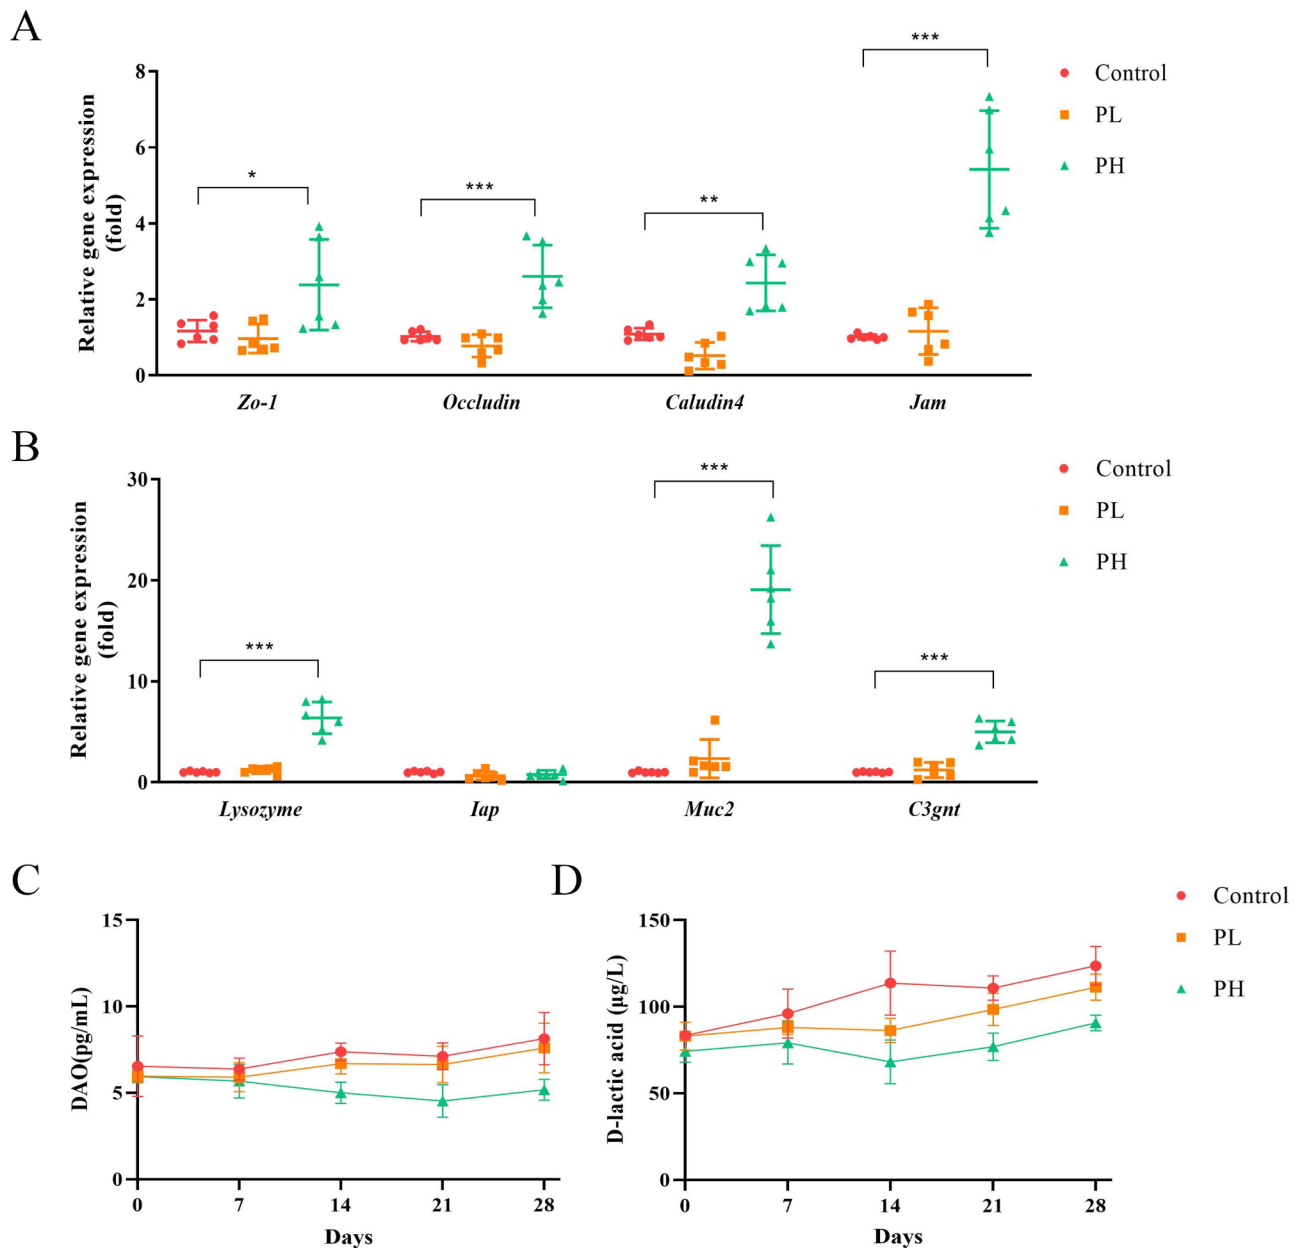 A
Relative gene expression
(fold)
8
6
4
2
0
*
***
**
***
Zo-1
Occludin
Caludin4
Jam
Control
PL
PH
B
Relative gene expression
(fold)
30
20
10
0
***
***
***
Lysozyme
Iap
Muc2
C3gnt
Control
PL
PH
C
DAO(pg/mL)
15
10
5
0
0 7 14 21 28
Days
D
D-lactic acid (μg/L)
150
100
50
0
0 7 14 21 28
Days
Control
PL
PH